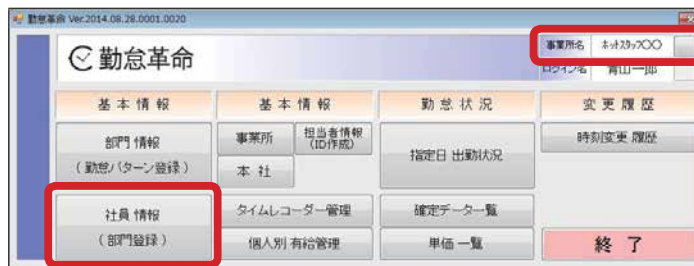 勤怠革命 Ver.2014.08.28.0001.0020
勤怠革命
事業所名 ホットスタッフ〇〇
ログイン名 青山一郎
基本情報 基本情報 勤怠状況 変更履歴
部門 情報
(勤怠パターン登録)
事業所 担当者情報
(ID作成)
本 社
指定日 出勤状況
時刻変更 履歴
社員 情報
(部門登録)
タイムレコーダー管理
個人別 有給管理
確定データ一覧
単価 一覧
終 了